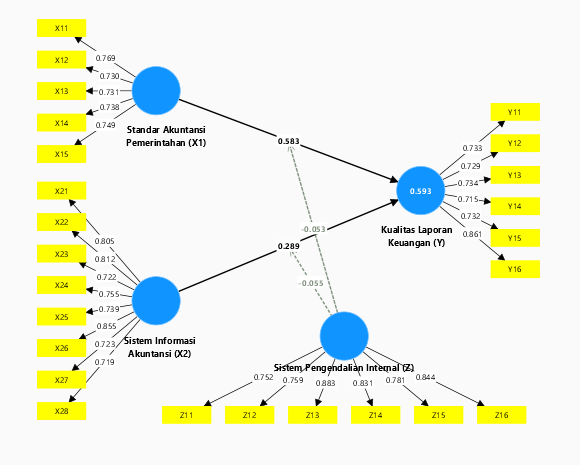 X11
X12
X13
X14
X15
0.769
0.730
0.731
0.738
0.749
Standar Akuntansi
Pemerintahan (X1)
X21
X22
X23
X24
X25
X26
X27
X28
0.805
0.812
0.722
0.755
0.739
0.855
0.723
0.719
Sistem Informasi
Akuntansi (X2)
0.583
0.289
-0.053
-0.055
0.593
Kualitas Laporan
Keuangan (Y)
0.733
0.729
0.734
0.715
0.732
0.861
Y11
Y12
Y13
Y14
Y15
Y16
Sistem Pengendalian Internal (Z)
0.752
0.759
0.883
0.831
0.781
0.844
Z11
Z12
Z13
Z14
Z15
Z16